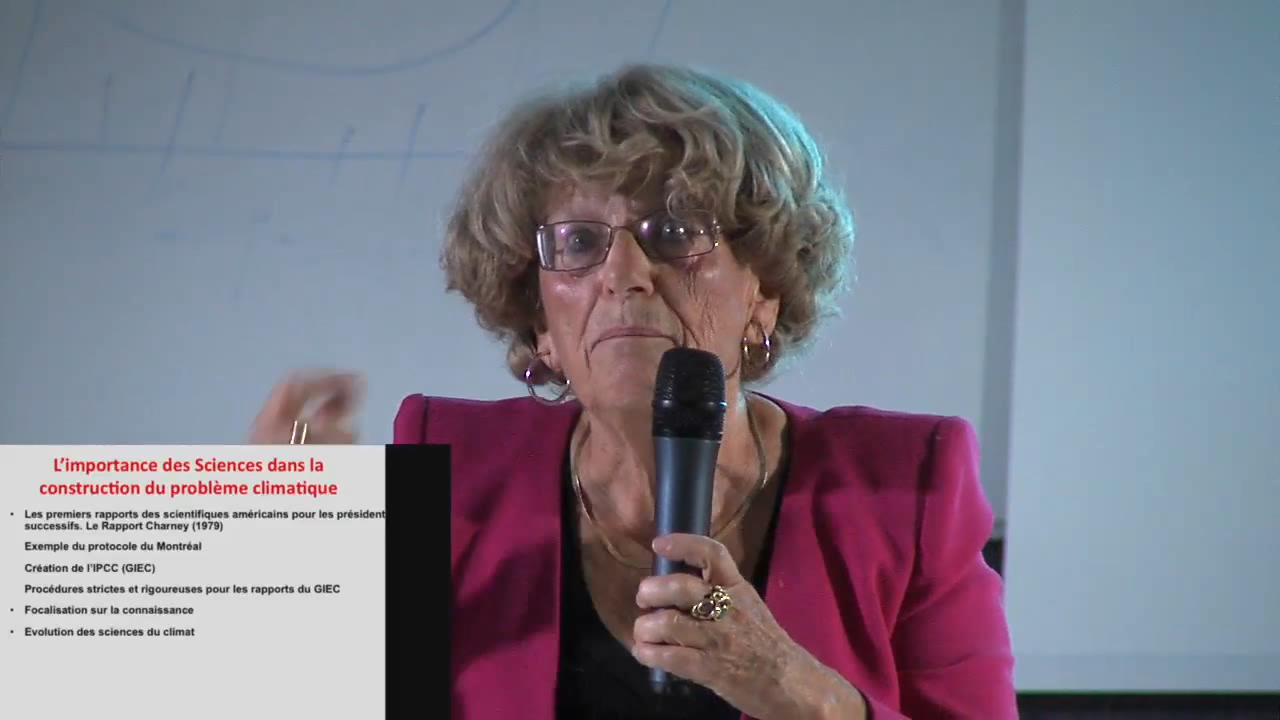 L'importance des Sciences dans la
construction du problème climatique
• Les premiers rapports des scientifiques américains pour les président
successifs. Le Rapport Charney (1979)
Exemple du protocole du Montréal
Création de l'IPCC (GIEC)
Procédures strictes et rigoureuses pour les rapports du GIEC
• Focalisation sur la connaissance
• Evolution des sciences du climat